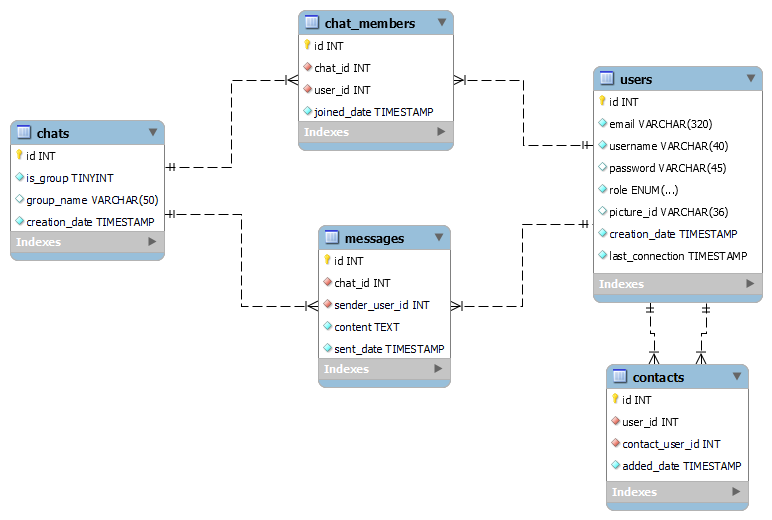 chat_members
id INT
chat_id INT
user_id INT
joined_date TIMESTAMP
Indexes
users
id INT
email VARCHAR(320)
username VARCHAR(40)
password VARCHAR(45)
role ENUM(...)
picture_id VARCHAR(36)
creation_date TIMESTAMP
last_connection TIMESTAMP
Indexes
chats
id INT
is_group TINYINT
group_name VARCHAR(50)
creation_date TIMESTAMP
Indexes
messages
id INT
chat_id INT
sender_user_id INT
content TEXT
sent_date TIMESTAMP
Indexes
contacts
id INT
user_id INT
contact_user_id INT
added_date TIMESTAMP
Indexes